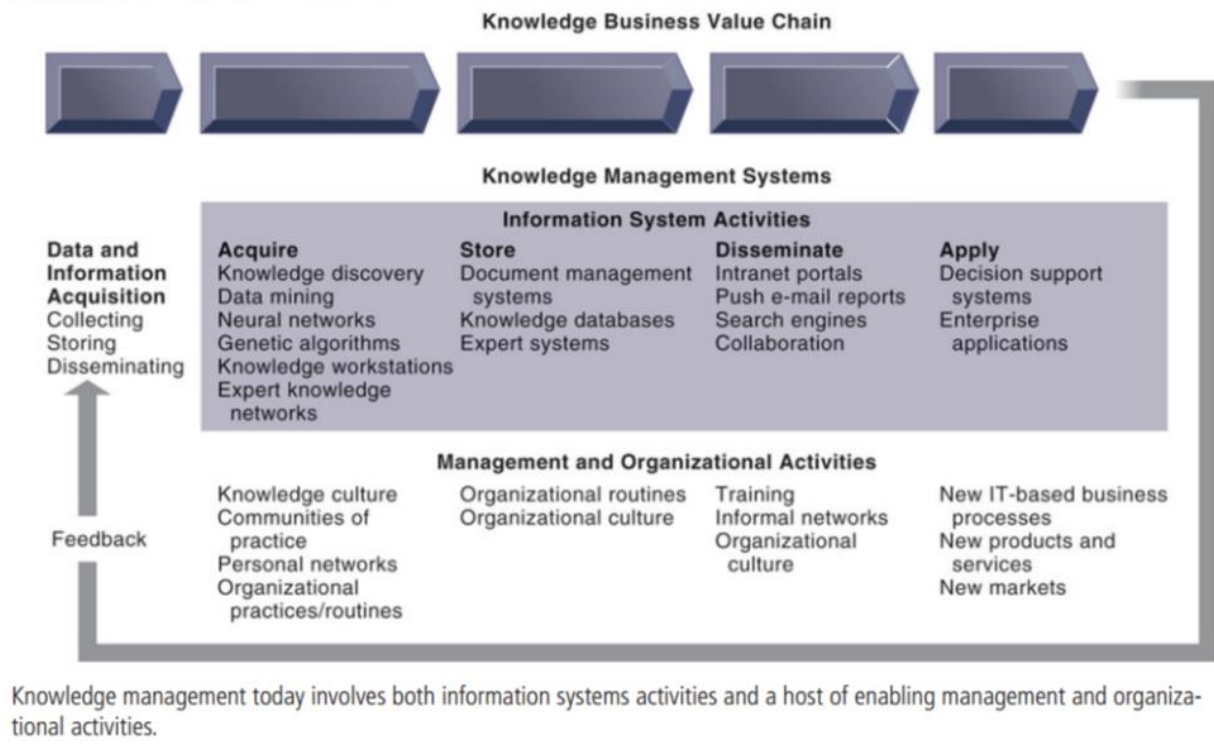 Knowledge Business Value Chain
Knowledge Management Systems
Information System Activities
Data and
Information
Acquisition
Collecting
Storing
Disseminating
Acquire
Knowledge discovery
Data mining
Neural networks
Genetic algorithms
Knowledge workstations
Expert knowledge
networks
Store
Document management
systems
Knowledge databases
Expert systems
Disseminate
Intranet portals
Push e-mail reports
Search engines
Collaboration
Apply
Decision support
systems
Enterprise
applications
Management and Organizational Activities
Knowledge culture
Communities of
practice
Personal networks
Organizational
practices/routines
Organizational routines
Organizational culture
Training
Informal networks
Organizational
culture
New IT-based business
processes
New products and
services
New markets
Feedback
Knowledge management today involves both information systems activities and a host of enabling management and organiza-
tional activities.